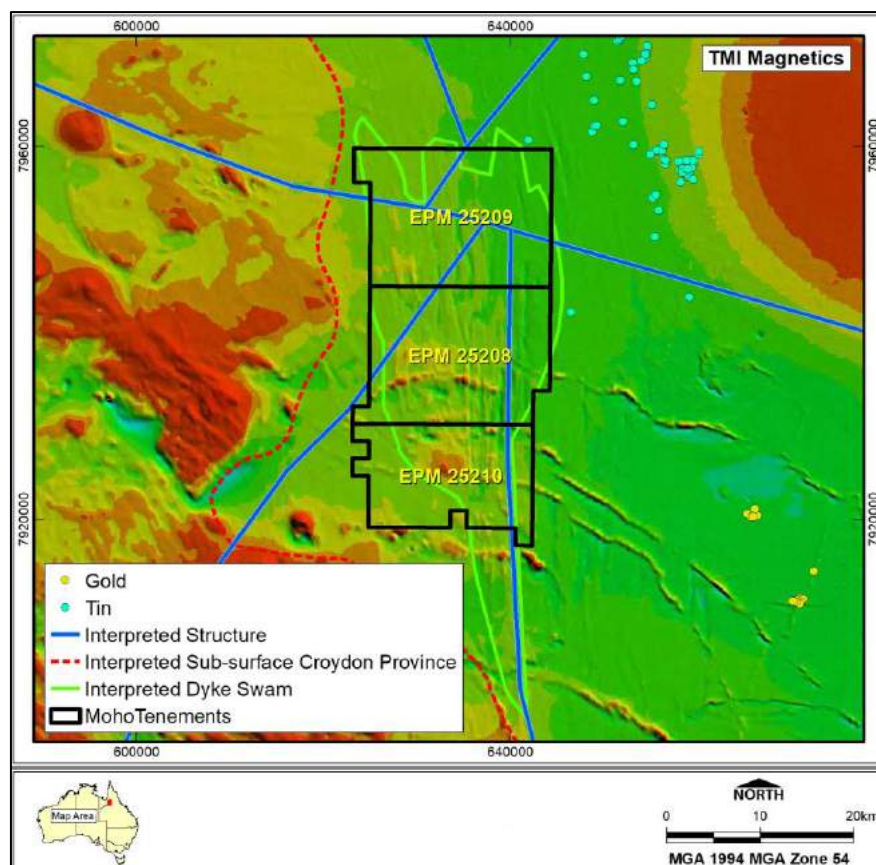 600000 640000
TMI Magnetics
7960000 7960000
EPM 25209
EPM 25208
EPM 25210
7920000 7920000
Gold
Tin
Interpreted Structure
Interpreted Sub-surface Croydon Province
Interpreted Dyke Swam
MohoTenements
600000 640000
Map Area
NORTH
0 10 20km
MGA 1994 MGA Zone 54